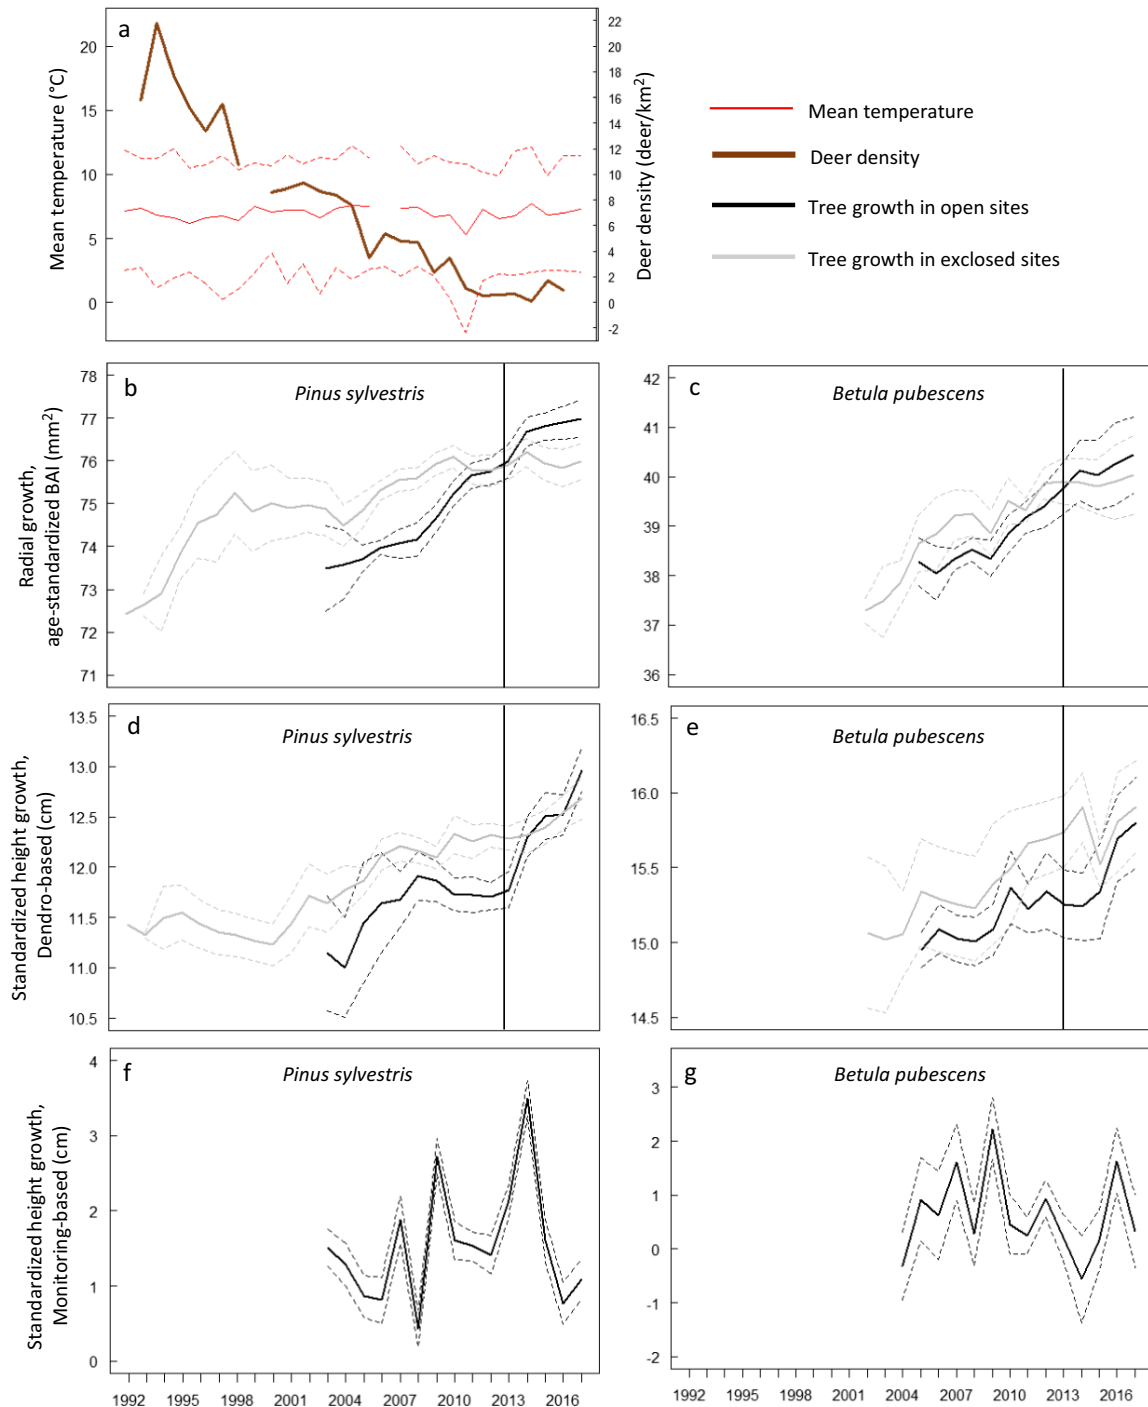 a
Mean temperature (°C)
20
15
10
5
0
Deer density (deer/km²)
22
20
18
16
14
12
10
8
6
4
2
0
-2
Mean temperature
Deer density
Tree growth in open sites
Tree growth in exclosed sites
Radial growth,
age-standardized BAI (mm²)
b
Pinus sylvestris
78
77
76
75
74
73
72
71
c
Betula pubescens
42
41
40
39
38
37
36
Standardized height growth,
Dendro-based (cm)
d
Pinus sylvestris
13.5
13.0
12.5
12.0
11.5
11.0
10.5
e
Betula pubescens
16.5
16.0
15.5
15.0
14.5
Standardized height growth,
Monitoring-based (cm)
f
Pinus sylvestris
4
3
2
1
0
g
Betula pubescens
3
2
1
0
-1
-2
1992 1995 1998 2001 2004 2007 2010 2013 2016
1992 1995 1998 2001 2004 2007 2010 2013 2016